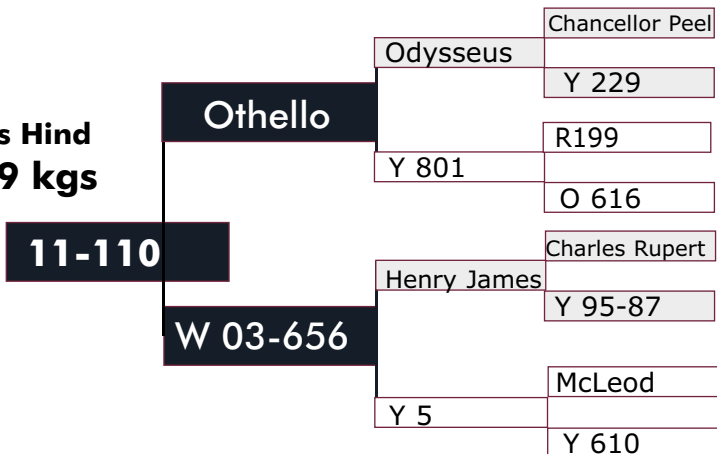 Chancellor Peel
Odysseus
Y 229
Othello
s Hind
R199
9 kgs
Y 801
O 616
11-110
Charles Rupert
Henry James
Y 95-87
W 03-656
McLeod
Y 5
Y 610